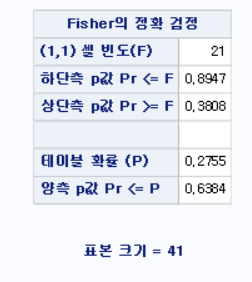 Fisher의 정확 검정
(1,1) 셀 빈도(F) 21
하단측 p값 Pr <= F 0,8947
상단측 p값 Pr >= F 0,3808
테이블 확률 (P) 0,2755
양측 p값 Pr <= P 0,6384
표본 크기 = 41